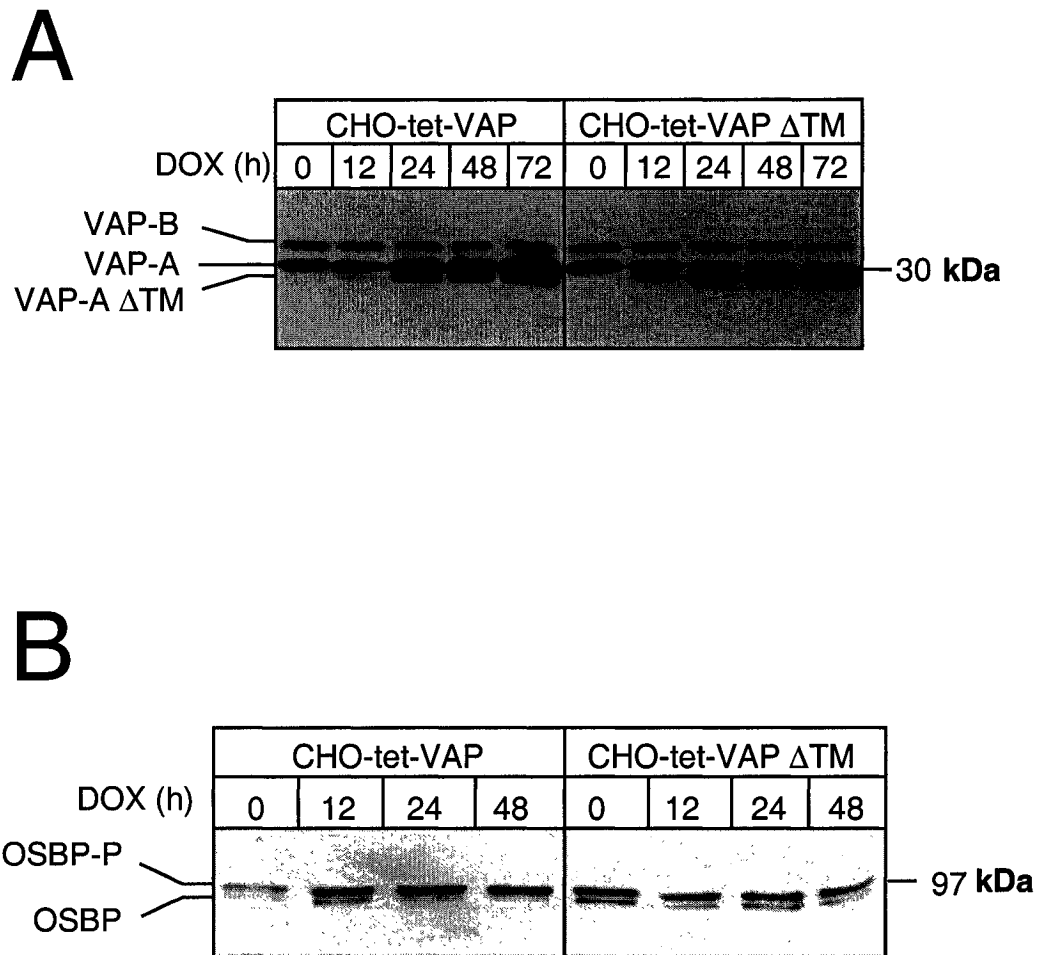 A
CHO-tet-VAP CHO-tet-VAP ΔTM
DOX (h) 0 12 24 48 72 0 12 24 48 72
VAP-B
VAP-A
VAP-A ΔTM
30 kDa
B
CHO-tet-VAP CHO-tet-VAP ΔTM
DOX (h) 0 12 24 48 0 12 24 48
OSBP-P
OSBP
97 kDa